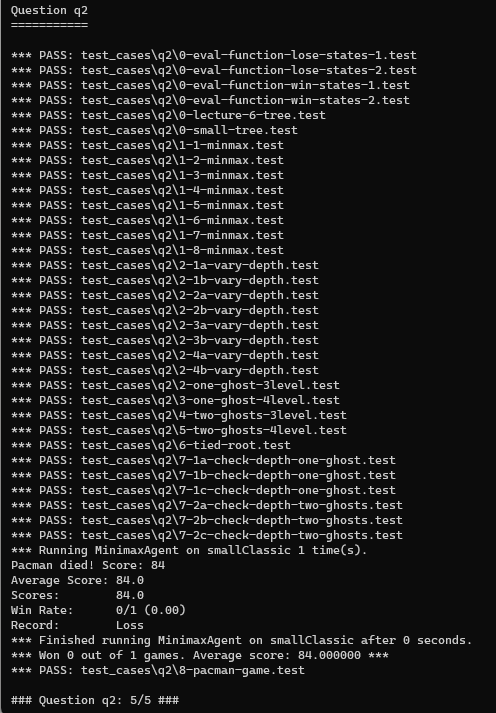 Question q2
===========
*** PASS: test_cases\q2\0-eval-function-lose-states-1.test
*** PASS: test_cases\q2\0-eval-function-lose-states-2.test
*** PASS: test_cases\q2\0-eval-function-win-states-1.test
*** PASS: test_cases\q2\0-eval-function-win-states-2.test
*** PASS: test_cases\q2\0-lecture-6-tree.test
*** PASS: test_cases\q2\0-small-tree.test
*** PASS: test_cases\q2\1-1-minmax.test
*** PASS: test_cases\q2\1-2-minmax.test
*** PASS: test_cases\q2\1-3-minmax.test
*** PASS: test_cases\q2\1-4-minmax.test
*** PASS: test_cases\q2\1-5-minmax.test
*** PASS: test_cases\q2\1-6-minmax.test
*** PASS: test_cases\q2\1-7-minmax.test
*** PASS: test_cases\q2\1-8-minmax.test
*** PASS: test_cases\q2\2-1a-vary-depth.test
*** PASS: test_cases\q2\2-1b-vary-depth.test
*** PASS: test_cases\q2\2-2a-vary-depth.test
*** PASS: test_cases\q2\2-2b-vary-depth.test
*** PASS: test_cases\q2\2-3a-vary-depth.test
*** PASS: test_cases\q2\2-3b-vary-depth.test
*** PASS: test_cases\q2\2-4a-vary-depth.test
*** PASS: test_cases\q2\2-4b-vary-depth.test
*** PASS: test_cases\q2\2-one-ghost-3level.test
*** PASS: test_cases\q2\3-one-ghost-4level.test
*** PASS: test_cases\q2\4-two-ghosts-3level.test
*** PASS: test_cases\q2\5-two-ghosts-4level.test
*** PASS: test_cases\q2\6-tied-root.test
*** PASS: test_cases\q2\7-1a-check-depth-one-ghost.test
*** PASS: test_cases\q2\7-1b-check-depth-one-ghost.test
*** PASS: test_cases\q2\7-1c-check-depth-one-ghost.test
*** PASS: test_cases\q2\7-2a-check-depth-two-ghosts.test
*** PASS: test_cases\q2\7-2b-check-depth-two-ghosts.test
*** PASS: test_cases\q2\7-2c-check-depth-two-ghosts.test
*** Running MinimaxAgent on smallClassic 1 time(s).
Pacman died! Score: 84
Average Score: 84.0
Scores:        84.0
Win Rate:      0/1 (0.00)
Record:        Loss
*** Finished running MinimaxAgent on smallClassic after 0 seconds.
*** Won 0 out of 1 games. Average score: 84.000000 ***
*** PASS: test_cases\q2\8-pacman-game.test
### Question q2: 5/5 ###